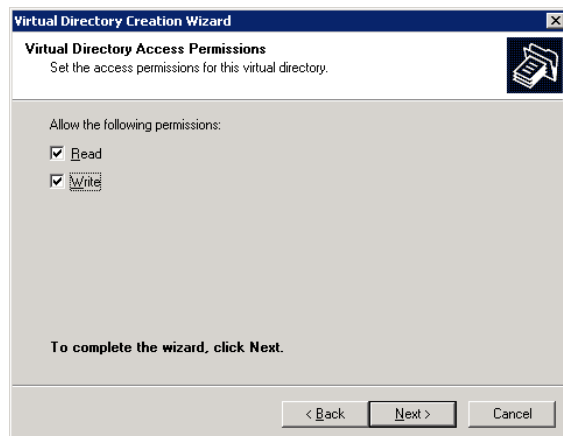 Virtual Directory Creation Wizard
Virtual Directory Access Permissions
Set the access permissions for this virtual directory.
Allow the following permissions:
Read
Write
To complete the wizard, click Next.
< Back Next > Cancel